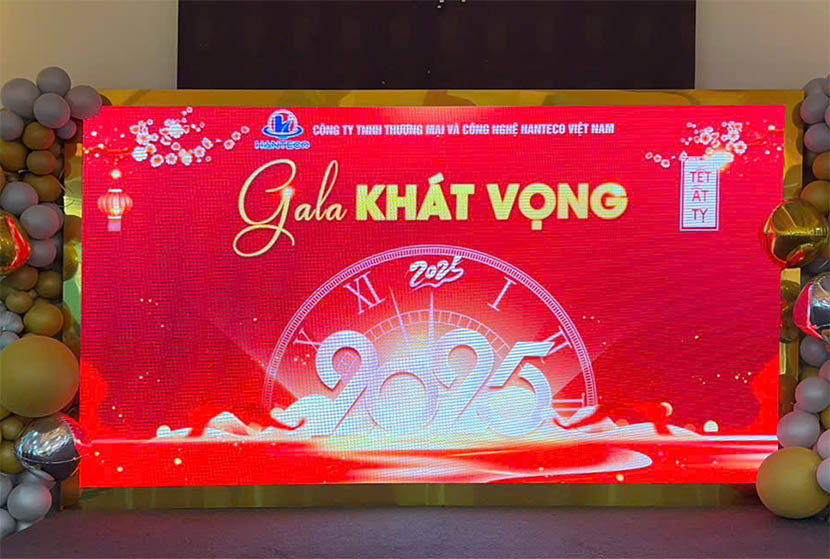 HANTECO
CÔNG TY TNHH THƯƠNG MẠI VÀ CÔNG NGHỆ HANTECO VIỆT NAM
Gala KHÁT VỌNG
TẾT
ẤT
TỴ
2025
XI
I
X
2025